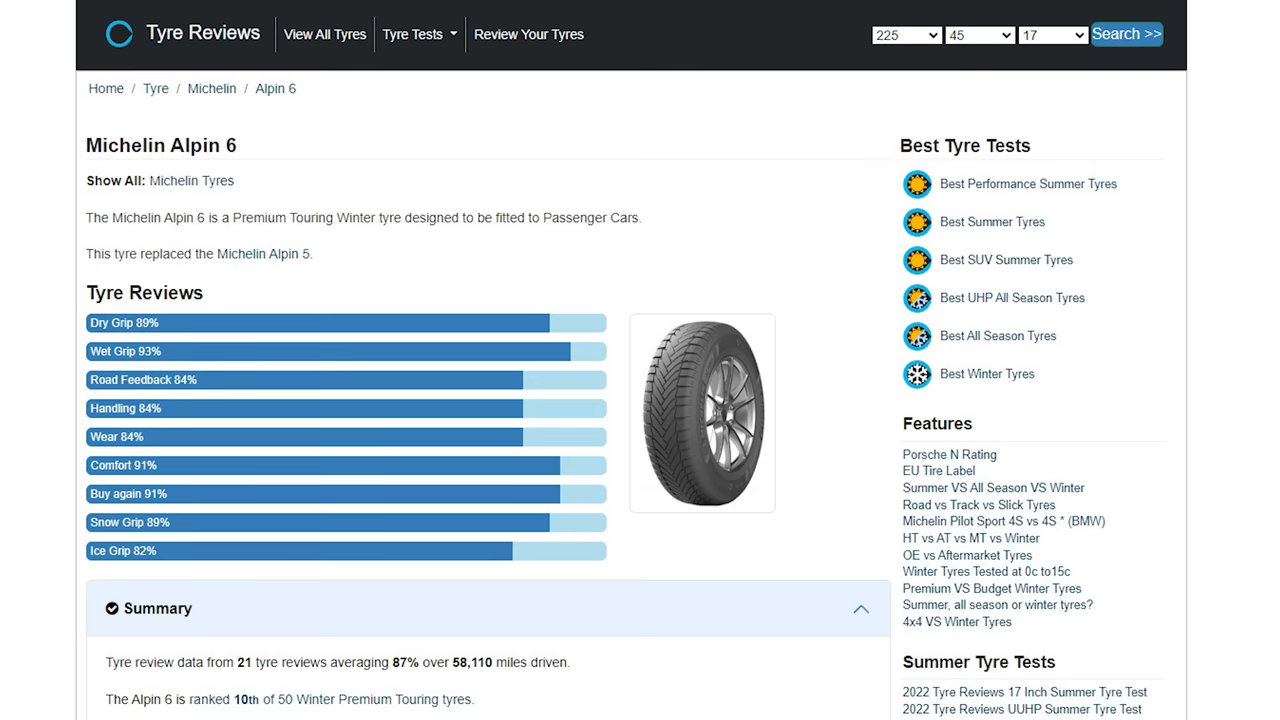 Tyre Reviews
View All Tyres
Tyre Tests
Review Your Tyres
225
45
17
Search >>
Home / Tyre / Michelin / Alpin 6
Michelin Alpin 6
Show All: Michelin Tyres
The Michelin Alpin 6 is a Premium Touring Winter tyre designed to be fitted to Passenger Cars.
This tyre replaced the Michelin Alpin 5.
Tyre Reviews
Dry Grip 89%
Wet Grip 93%
Road Feedback 84%
Handling 84%
Wear 84%
Comfort 91%
Buy again 91%
Snow Grip 89%
Ice Grip 82%
Summary
Tyre review data from 21 tyre reviews averaging 87% over 58,110 miles driven.
The Alpin 6 is ranked 10th of 50 Winter Premium Touring tyres.
Best Tyre Tests
Best Performance Summer Tyres
Best Summer Tyres
Best SUV Summer Tyres
Best UHP All Season Tyres
Best All Season Tyres
Best Winter Tyres
Features
Porsche N Rating
EU Tire Label
Summer VS All Season VS Winter
Road vs Track vs Slick Tyres
Michelin Pilot Sport 4S vs 4S * (BMW)
HT vs AT vs MT vs Winter
OE vs Aftermarket Tyres
Winter Tyres Tested at 0c to15c
Premium VS Budget Winter Tyres
Summer, all season or winter tyres?
4x4 VS Winter Tyres
Summer Tyre Tests
2022 Tyre Reviews 17 Inch Summer Tyre Test
2022 Tyre Reviews UUHP Summer Tyre Test